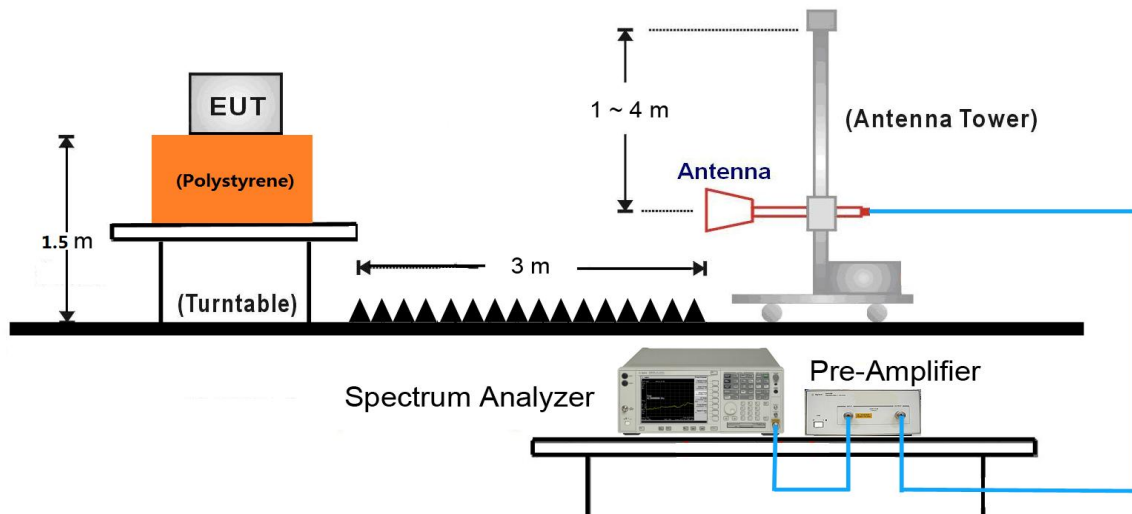 EUT
(Polystyrene)
1.5 m
(Turntable)
3 m
1 ~ 4 m
Antenna
(Antenna Tower)
Spectrum Analyzer
Pre-Amplifier